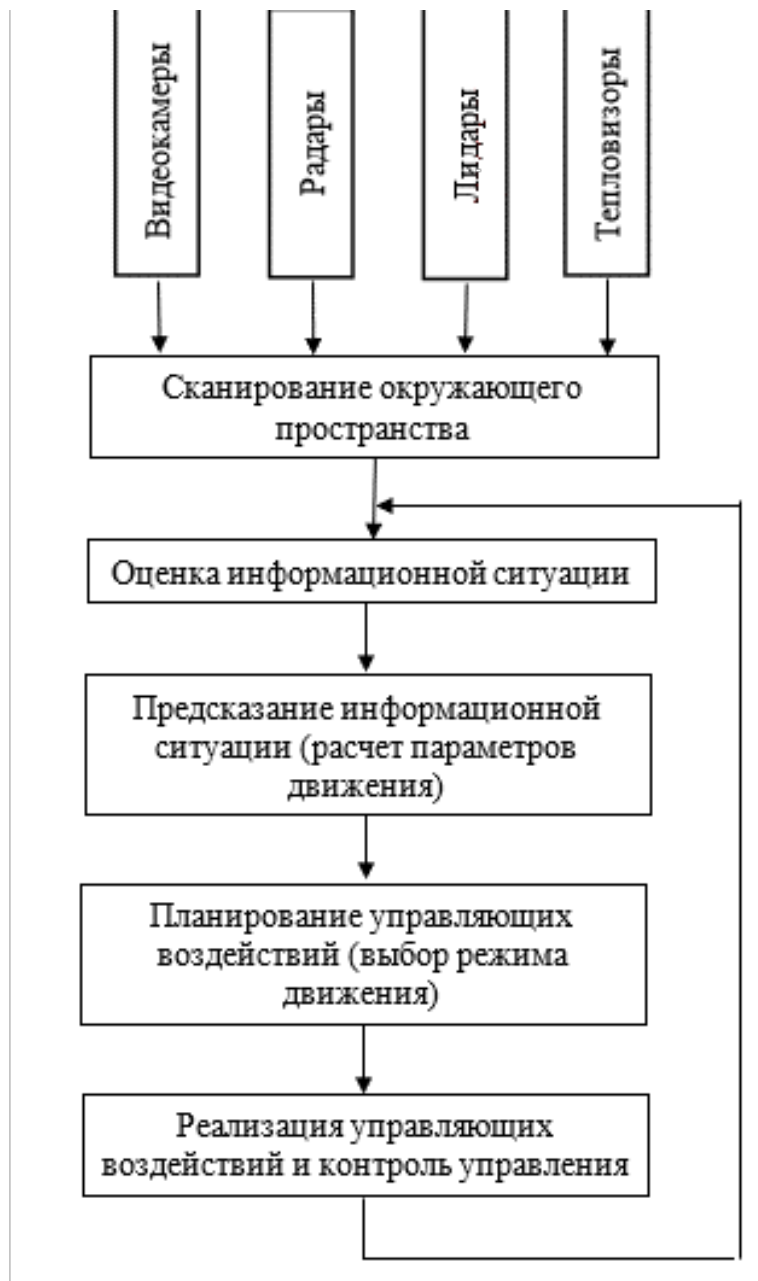 Видеокамеры
Радары
Лидары
Тепловизоры
Сканирование окружающего
пространства
Оценка информационной ситуации
Предсказание информационной
ситуации (расчет параметров
движения)
Планирование управляющих
воздействий (выбор режима
движения)
Реализация управляющих
воздействий и контроль управления